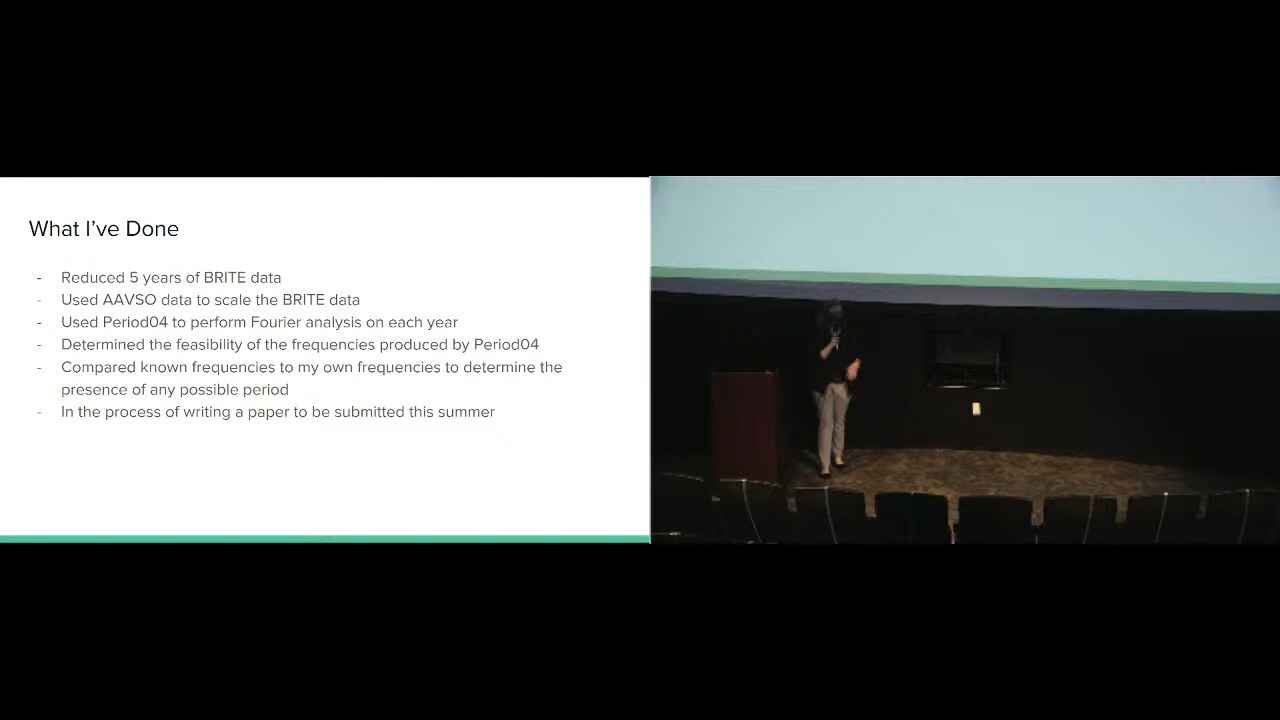 What I've Done
- Reduced 5 years of BRITE data
- Used AAVSO data to scale the BRITE data
- Used Period04 to perform Fourier analysis on each year
- Determined the feasibility of the frequencies produced by Period04
- Compared known frequencies to my own frequencies to determine the
presence of any possible period
- In the process of writing a paper to be submitted this summer